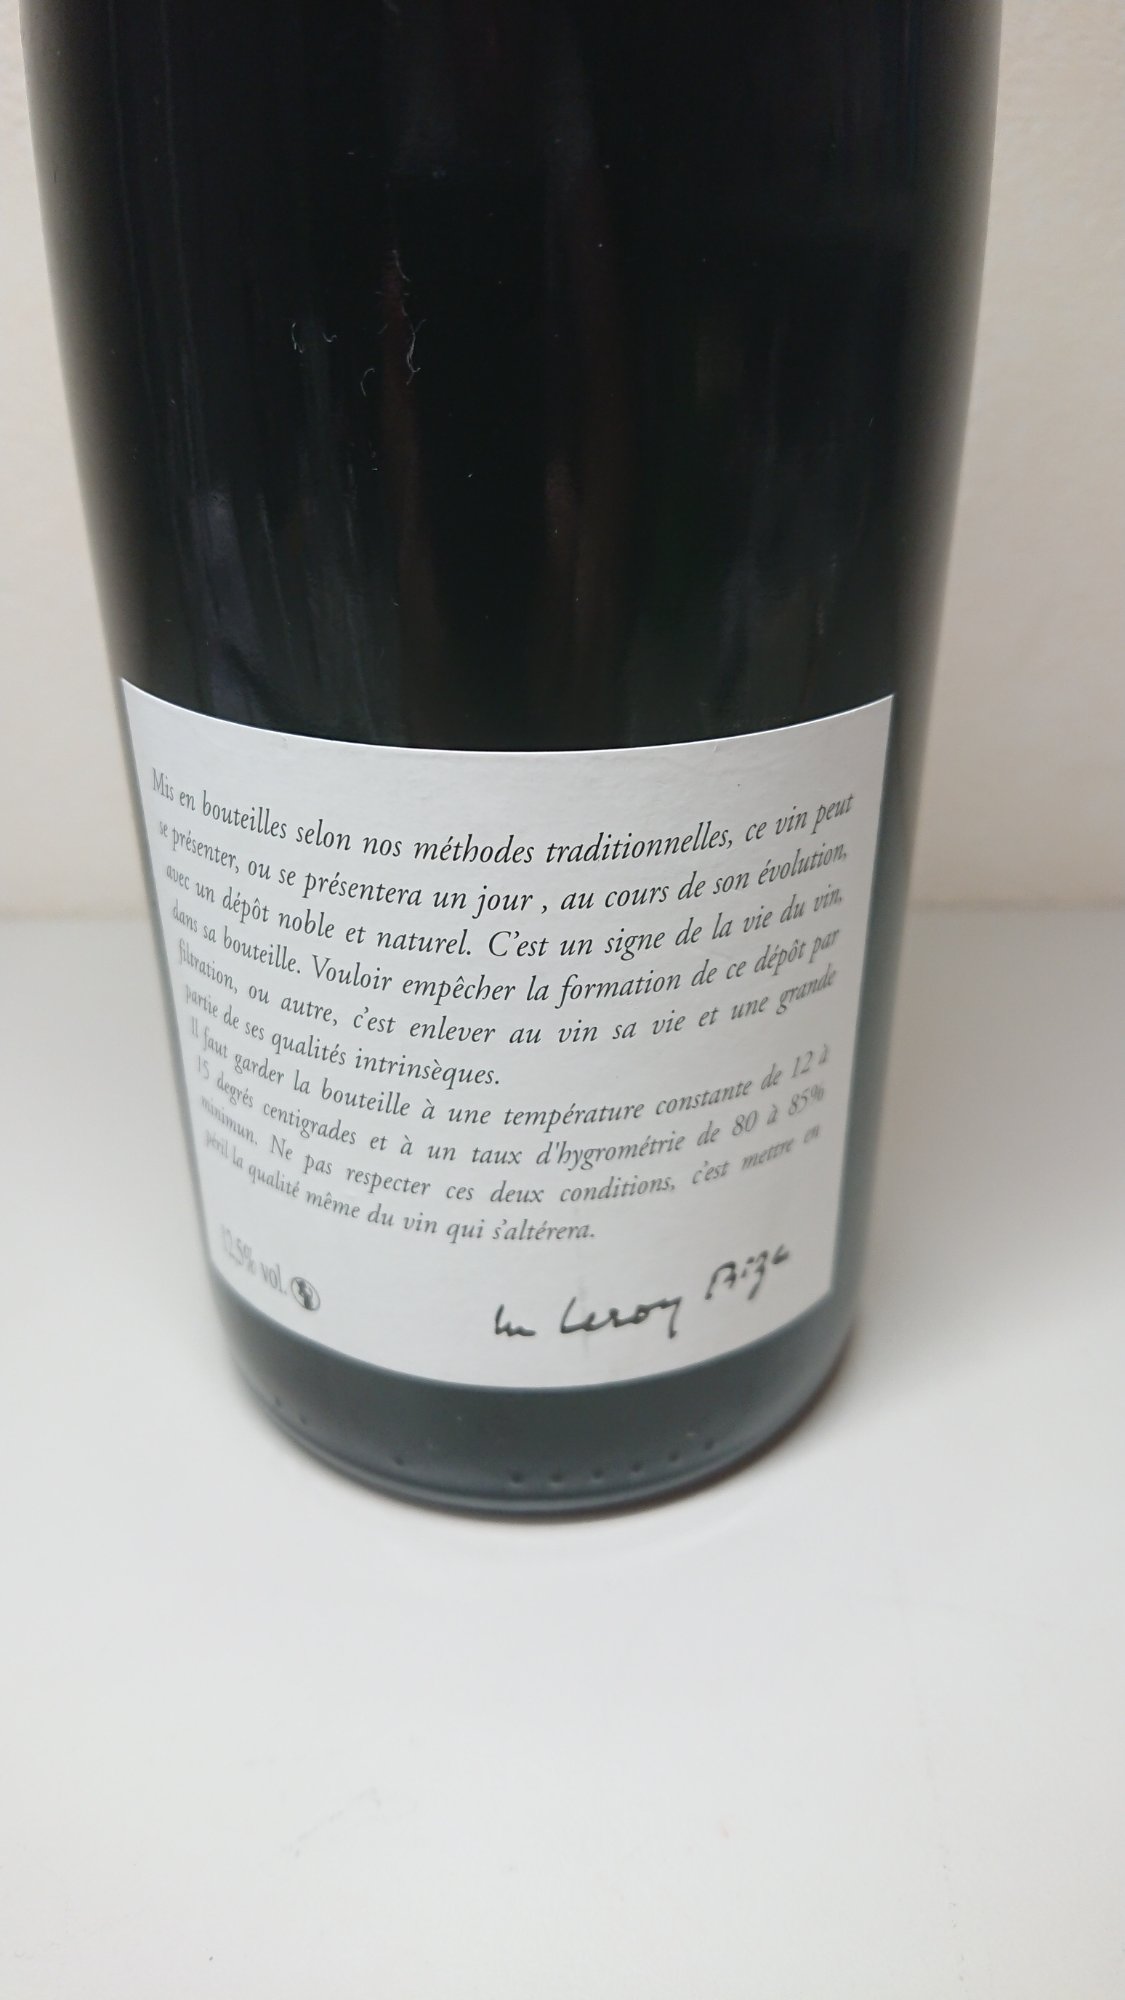 Mis en bouteilles selon nos méthodes traditionnelles, ce vin peut
se présenter, ou se présentera un jour , au cours de son évolution,
avec un dépôt noble et naturel. C'est un signe de la vie du vin,
dans sa bouteille. Vouloir empêcher la formation de ce dépôt par
filtration, ou autre, c'est enlever au vin sa vie et une grande
partie de ses qualités intrinsèques.
Il faut garder la bouteille à une température constante de 12 à
15 degrés centigrades et à un taux d'hygrométrie de 80 à 85%
minimun. Ne pas respecter ces deux conditions, c'est mettre en
péril la qualité même du vin qui s'altérera.
12,5% vol.
Leroy Bize